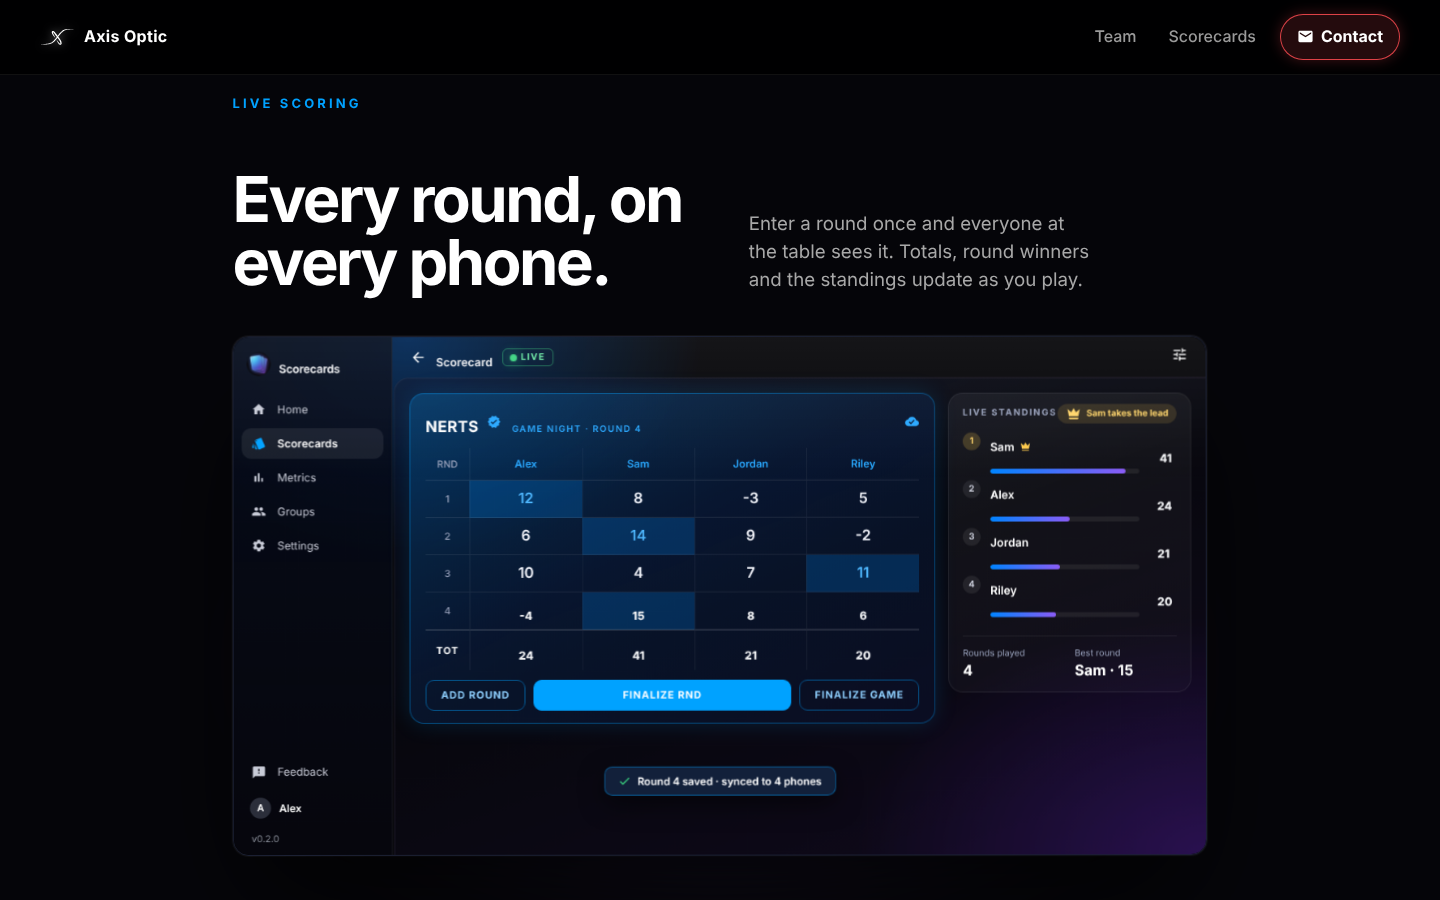 Axis Optic
Team
Scorecards
Contact
LIVE SCORING
Every round, on
every phone.
Enter a round once and everyone at
the table sees it. Totals, round winners
and the standings update as you play.
Scorecards
Home
Scorecards
Metrics
Groups
Settings
Feedback
A Alex
v0.2.0
Scorecard
LIVE
NERTS GAME NIGHT · ROUND 4
RND Alex Sam Jordan Riley
1 12 8 -3 5
2 6 14 9 -2
3 10 4 7 11
4 -4 15 8 6
TOT 24 41 21 20
ADD ROUND
FINALIZE RND
FINALIZE GAME
LIVE STANDINGS
Sam takes the lead
1 Sam 41
2 Alex 24
3 Jordan 21
4 Riley 20
Rounds played
4
Best round
Sam · 15
Round 4 saved · synced to 4 phones